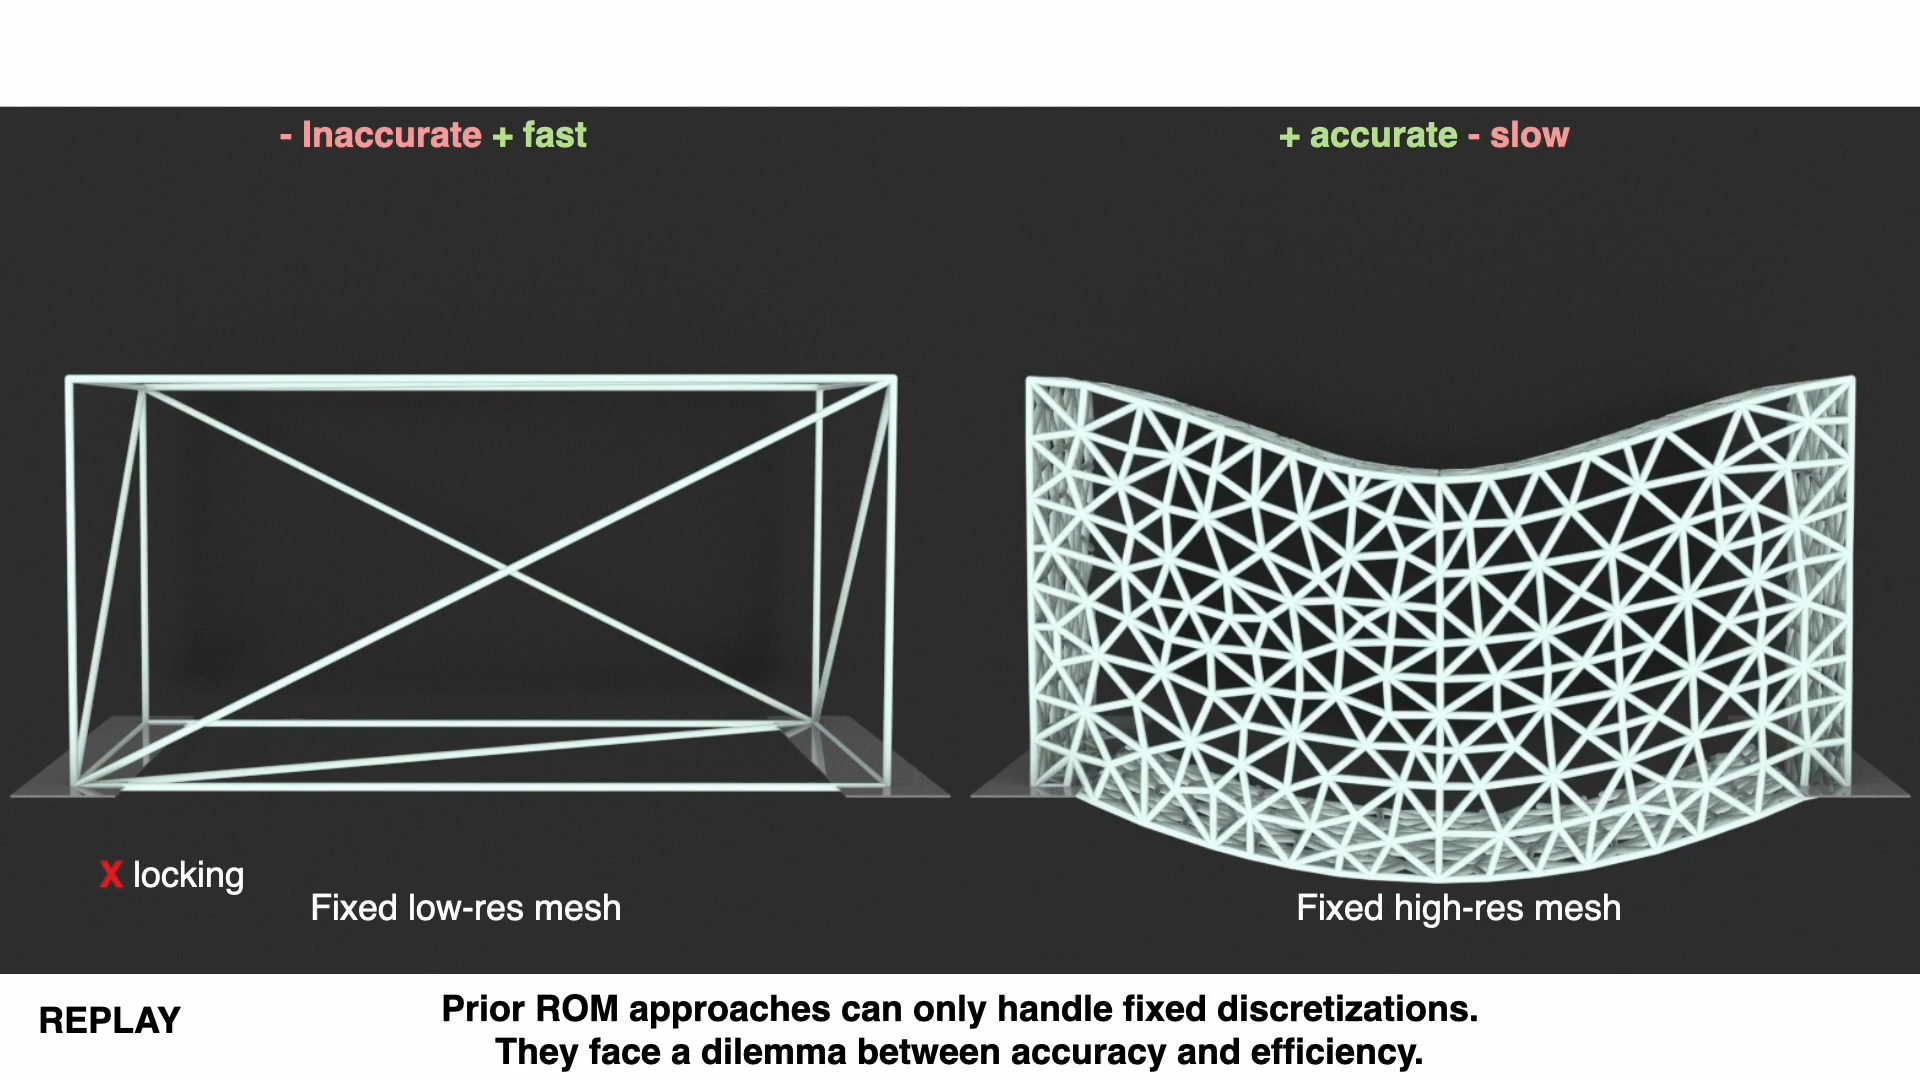 - Inaccurate + fast
+ accurate - slow
X locking
Fixed low-res mesh
Fixed high-res mesh
REPLAY
Prior ROM approaches can only handle fixed discretizations.
They face a dilemma between accuracy and efficiency.